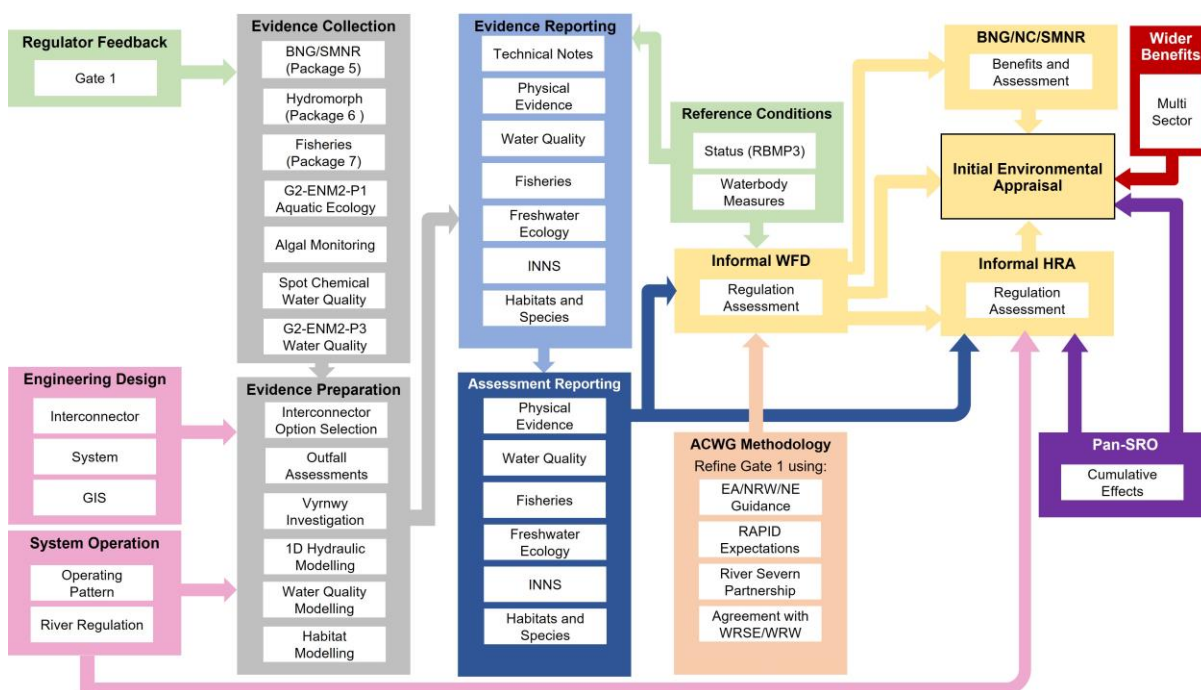 Regulator Feedback
Gate 1
Engineering Design
Interconnector
System
GIS
System Operation
Operating
Pattern
River Regulation
Evidence Collection
BNG/SMNR
(Package 5)
Hydromorph
(Package 6 )
Fisheries
(Package 7)
G2-ENM2-P1
Aquatic Ecology
Algal Monitoring
Spot Chemical
Water Quality
G2-ENM2-P3
Water Quality
Evidence Preparation
Interconnector
Option Selection
Outfall
Assessments
Vyrnwy
Investigation
1D Hydraulic
Modelling
Water Quality
Modelling
Habitat
Modelling
Evidence Reporting
Technical Notes
Physical
Evidence
Water Quality
Fisheries
Freshwater
Ecology
INNS
Habitats and
Species
Assessment Reporting
Physical
Evidence
Water Quality
Fisheries
Freshwater
Ecology
INNS
Habitats and
Species
Reference Conditions
Status (RBMP3)
Waterbody
Measures
Informal WFD
Regulation
Assessment
ACWG Methodology
Refine Gate 1 using:
EA/NRW/NE
Guidance
RAPID
Expectations
River Severn
Partnership
Agreement with
WRSE/WRW
BNG/NC/SMNR
Benefits and
Assessment
Initial Environmental
Appraisal
Informal HRA
Regulation
Assessment
Wider
Benefits
Multi
Sector
Pan-SRO
Cumulative
Effects